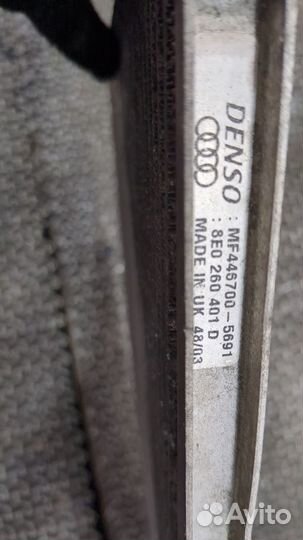 DENSO
: MF446700-5691
: 8E0 260 401 D
MADE IN UK 48/03
Avito